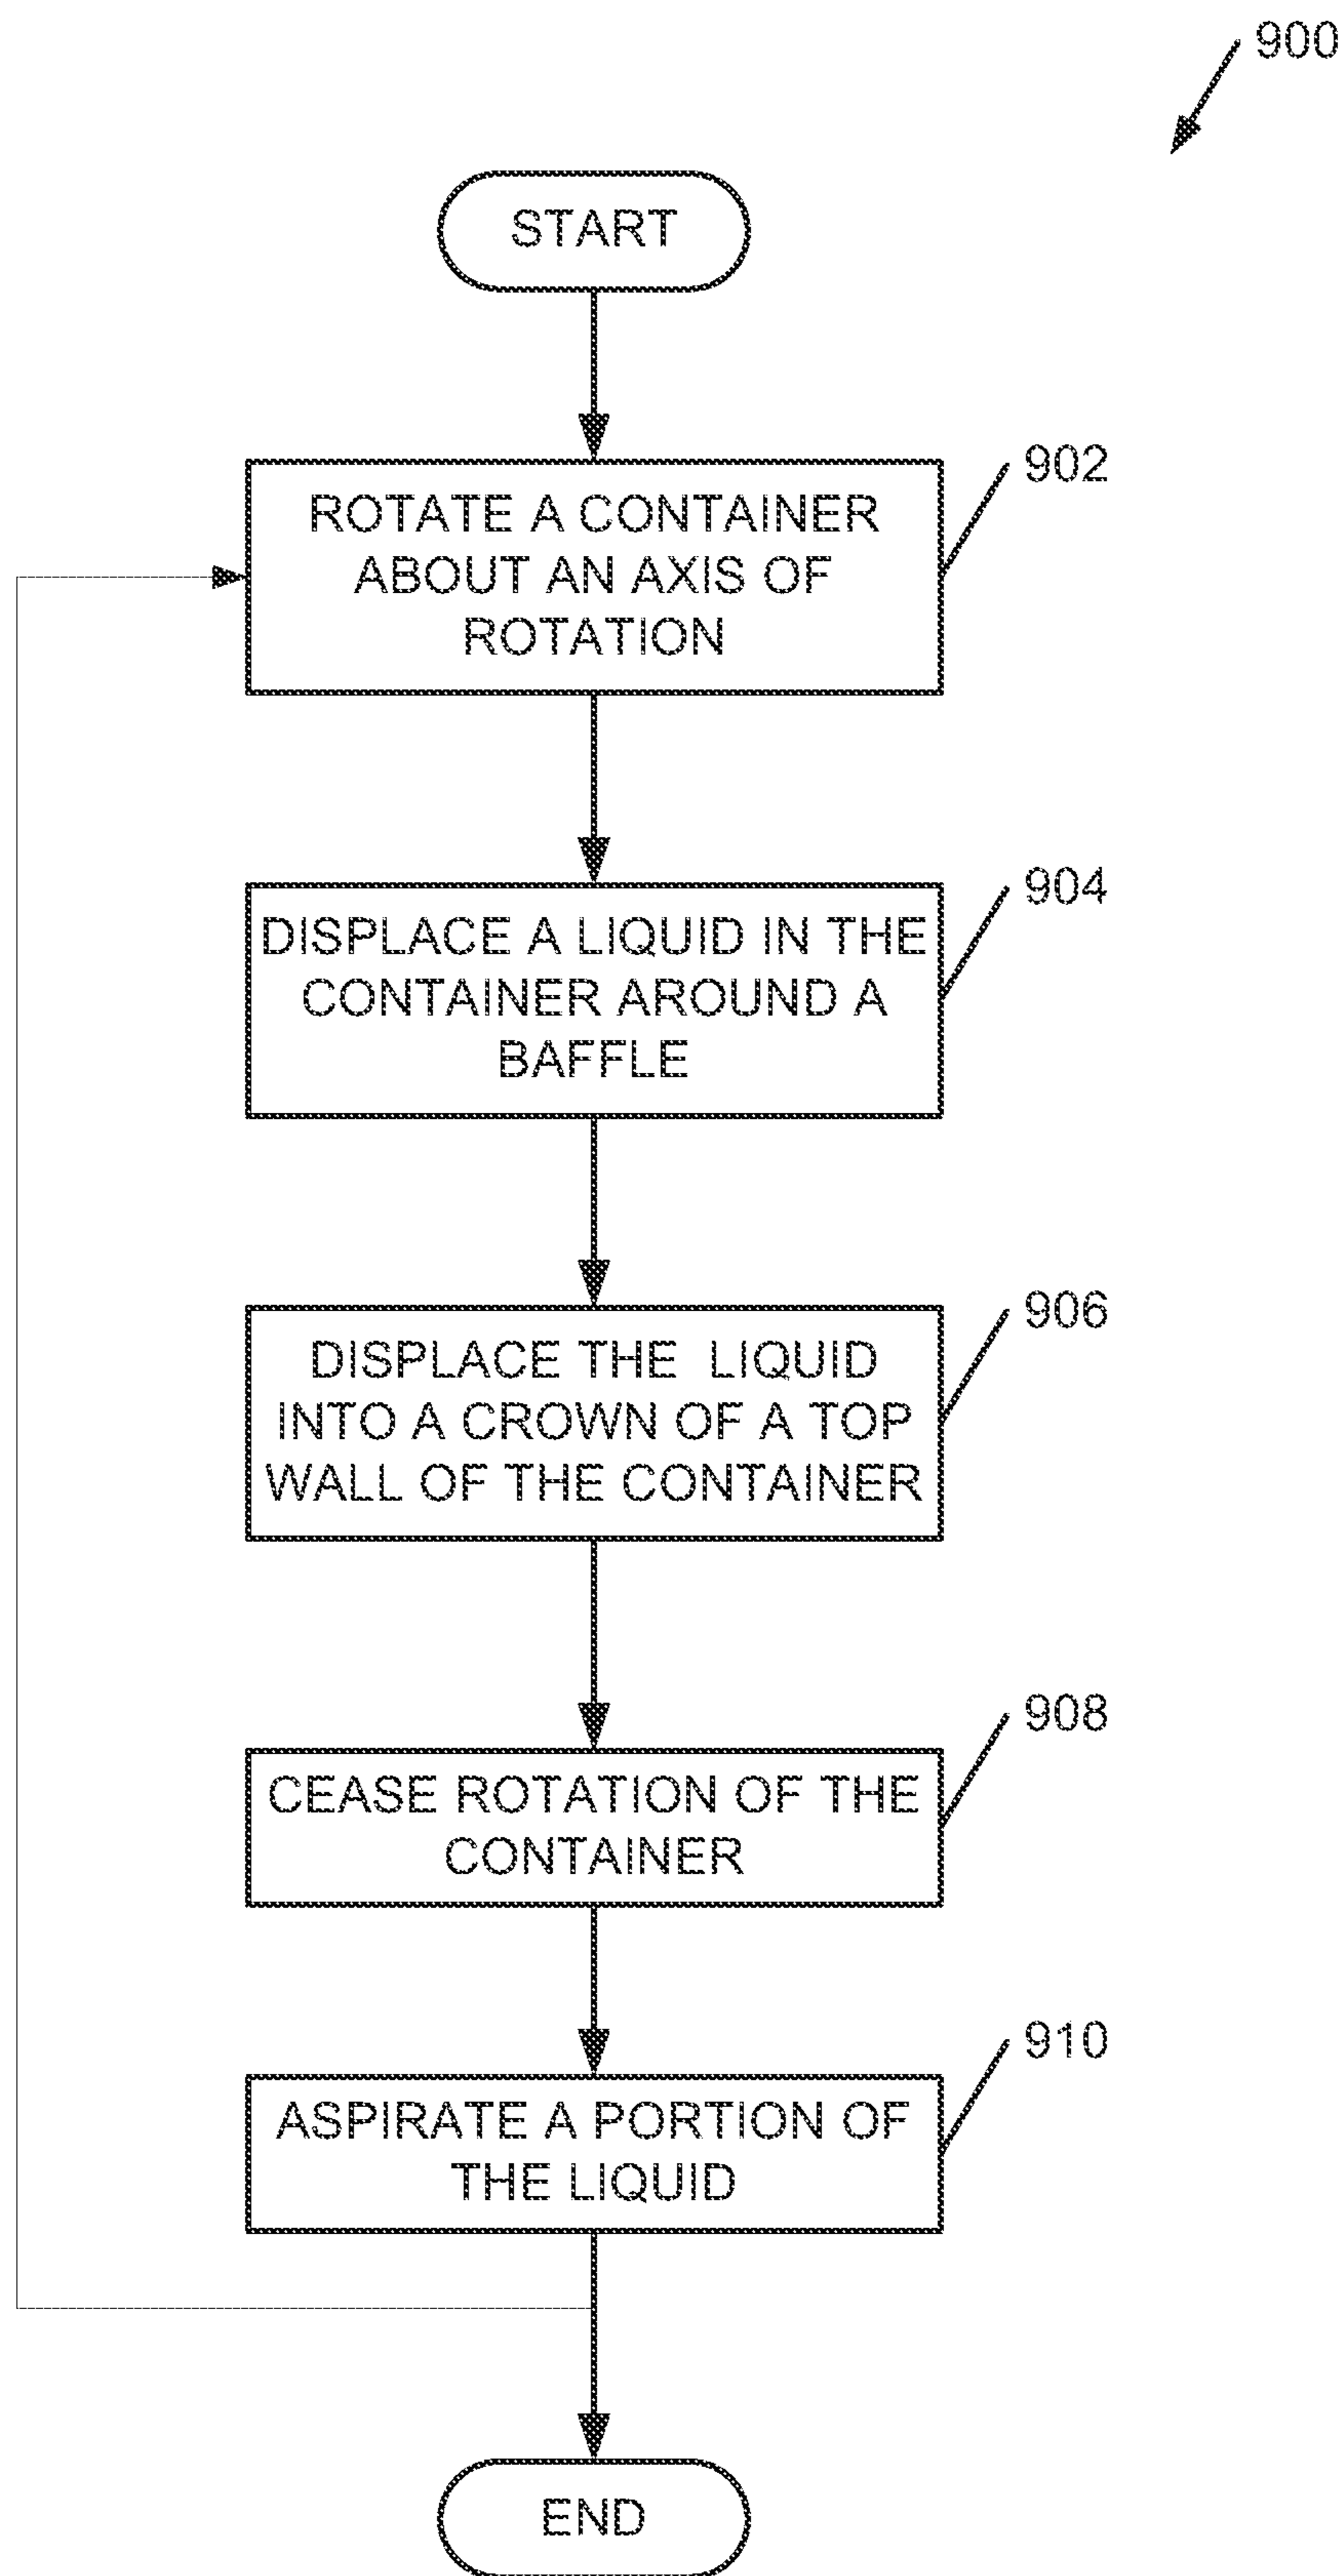 900
START
902
ROTATE A CONTAINER
ABOUT AN AXIS OF
ROTATION
904
DISPLACE A LIQUID IN THE
CONTAINER AROUND A
BAFFLE
906
DISPLACE THE LIQUID
INTO A CROWN OF A TOP
WALL OF THE CONTAINER
908
CEASE ROTATION OF THE
CONTAINER
910
ASPIRATE A PORTION OF
THE LIQUID
END